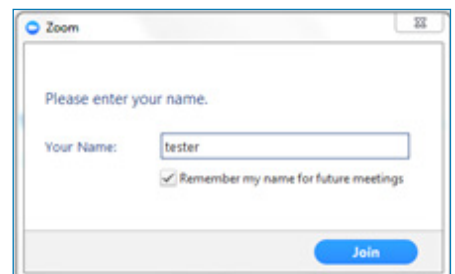 Zoom
Please enter your name.
Your Name: tester
Remember my name for future meetings
Join